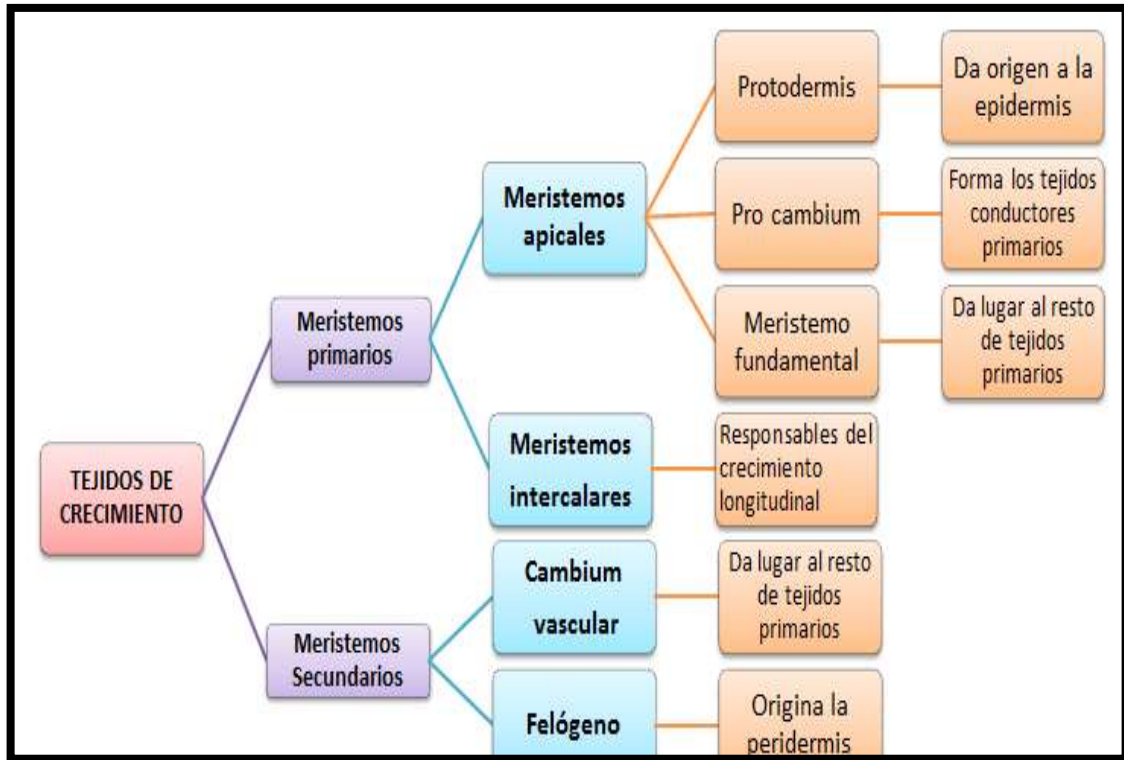 TEJIDOS DE
CRECIMIENTO
Meristemos
primarios
Meristemos
apicales
Protodermis
Da origen a la
epidermis
Pro cambium
Forma los tejidos
conductores
primarios
Meristemo
fundamental
Da lugar al resto
de tejidos
primarios
Meristemos
intercalares
Responsables del
crecimiento
longitudinal
Meristemos
Secundarios
Cambium
vascular
Da lugar al resto
de tejidos
primarios
Felógeno
Origina la
peridermis